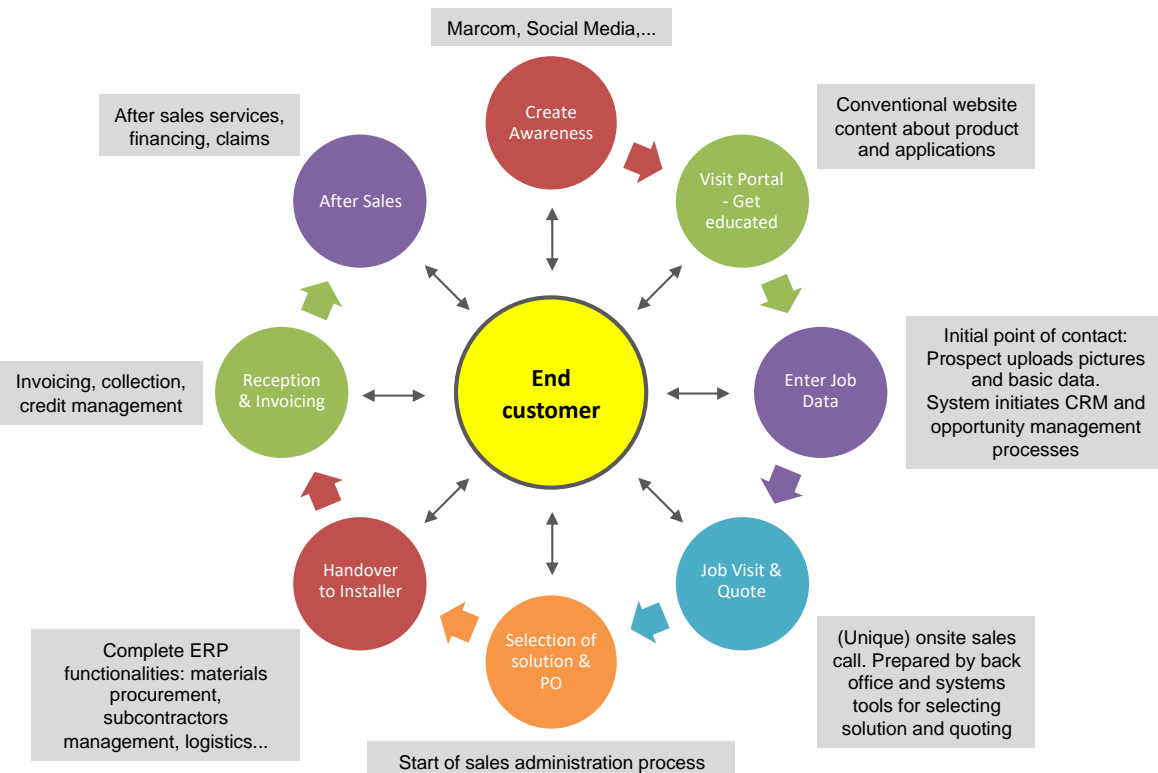 Marcom, Social Media,...
Create
Awareness
Conventional website
content about product
and applications
Visit Portal
- Get
educated
Initial point of contact:
Prospect uploads pictures
and basic data.
System initiates CRM and
opportunity management
processes
Enter Job
Data
(Unique) onsite sales
call. Prepared by back
office and systems
tools for selecting
solution and quoting
Job Visit &
Quote
Start of sales administration process
Selection of
solution &
PO
Complete ERP
functionalities: materials
procurement,
subcontractors
management, logistics...
Handover
to Installer
Invoicing, collection,
credit management
Reception
& Invoicing
After sales services,
financing, claims
After Sales
End
customer